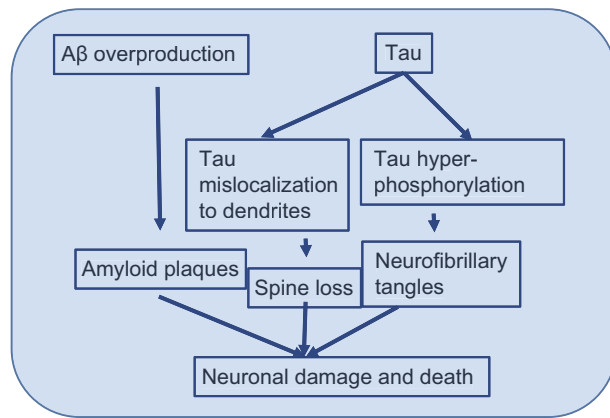 Aβ overproduction
Tau
Tau
mislocalization
to dendrites
Tau hyper-
phosphorylation
Amyloid plaques
Spine loss
Neurofibrillary
tangles
Neuronal damage and death